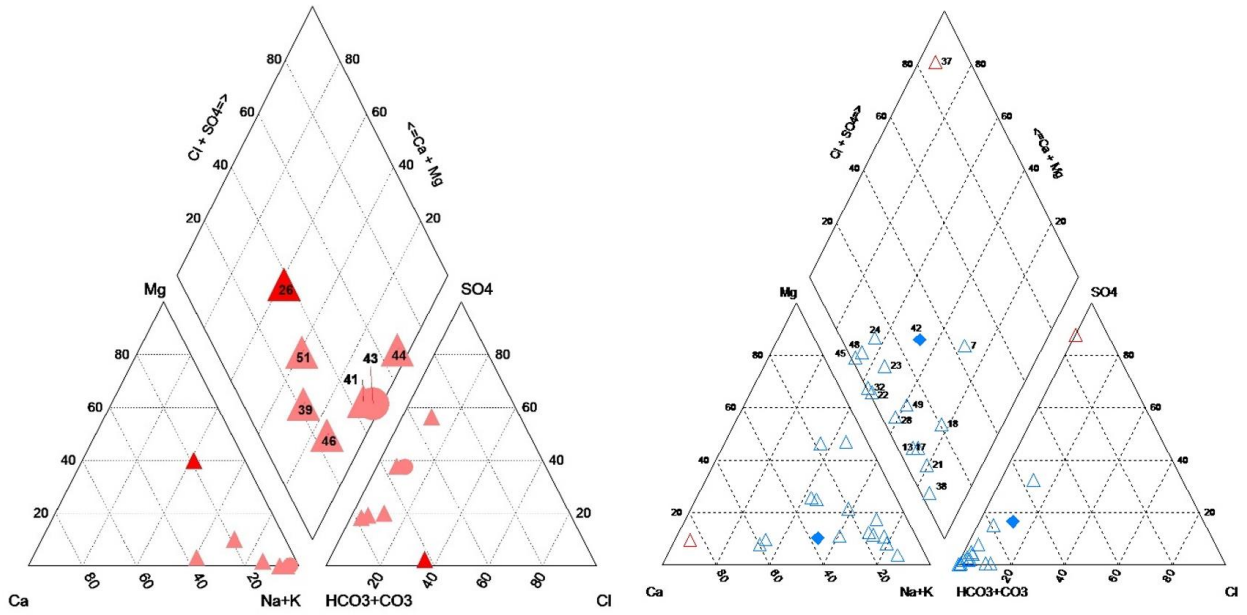 80 80
60 60
Cl + SO4=>
<=Ca + Mg
40 40
20 20
26
Mg SO4
51 43 44
80 80
41
39
60 60
46
40 40
20 20
80 60 40 20 20 40 60 80
Ca Na+K HCO3+CO3 Cl
37
80 80
60 60
Cl + SO4=>
<=Ca + Mg
40 40
20 20
Mg SO4
24 42
48 7
45
80 80
23
32
22
60 49 60
28 18
13 17
40 21 40
38
20 20
80 60 40 20 20 40 60 80
Ca Na+K HCO3+CO3 Cl